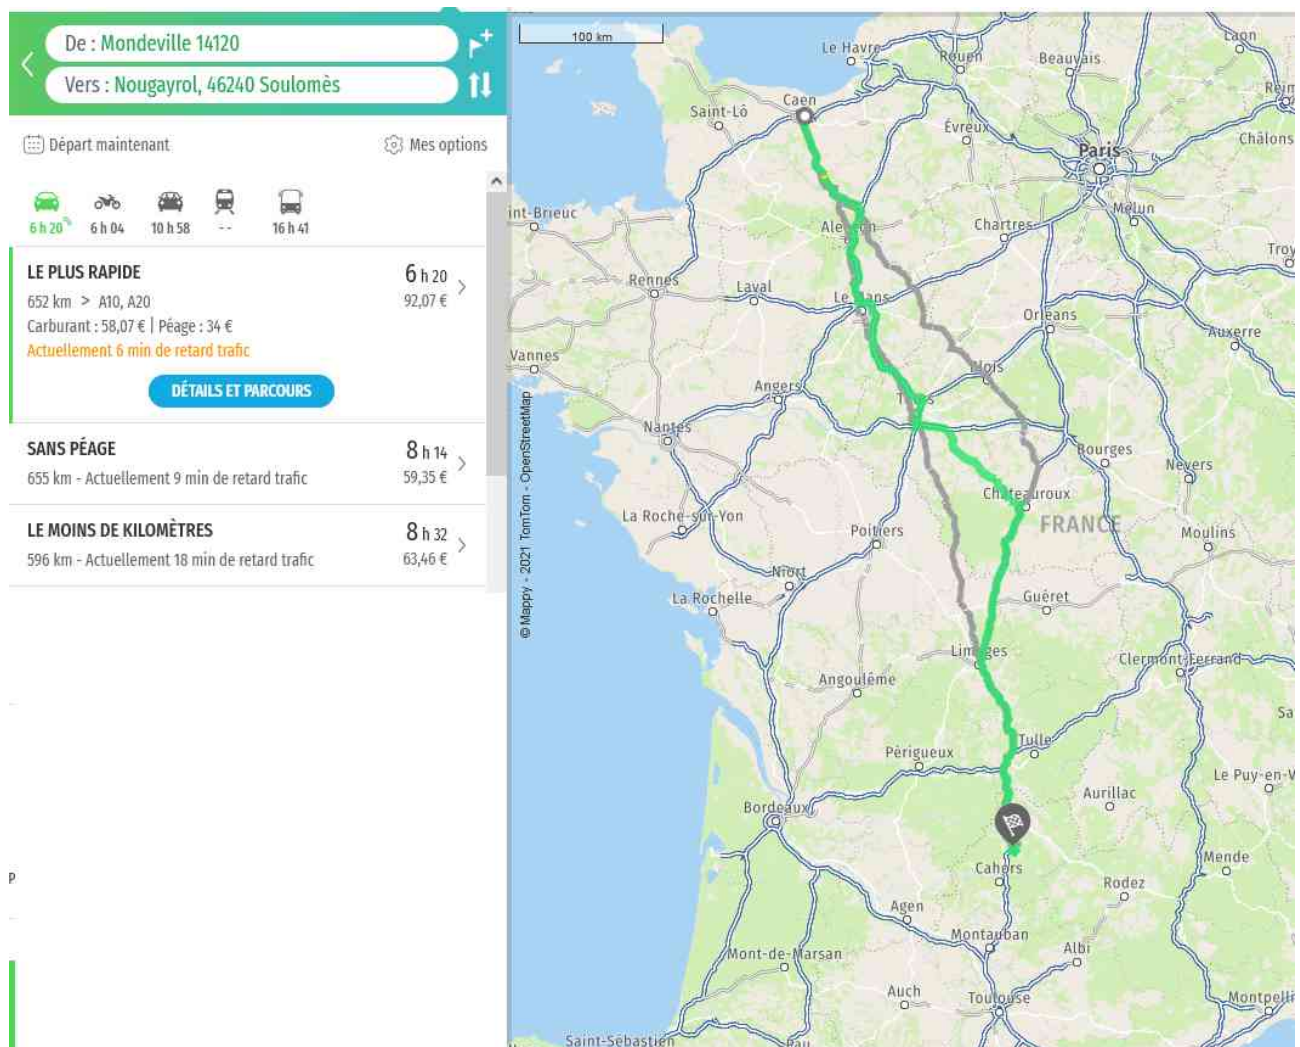 De : Mondeville 14120
Vers : Nougayrol, 46240 Soulomès
Départ maintenant
Mes options
6 h 20
6 h 04
10 h 58
- -
16 h 41
LE PLUS RAPIDE
6 h 20
652 km > A10, A20
92,07 €
Carburant : 58,07 € | Péage : 34 €
Actuellement 6 min de retard trafic
DÉTAILS ET PARCOURS
SANS PÉAGE
8 h 14
655 km - Actuellement 9 min de retard trafic
59,35 €
LE MOINS DE KILOMÈTRES
8 h 32
596 km - Actuellement 18 min de retard trafic
63,46 €
P
100 km
© Mappy - 2021 TomTom - OpenStreetMap
Le Havre
Rouen
Beauvais
Laon
Reim
Caen
Saint-Lô
Évreux
Châlons
Paris
int-Brieuc
Melun
Chartres
Troy
Rennes
Laval
Orléans
Auxerre
Vannes
Angers
Nantes
Bourges
Nevers
Châteauroux
La Roche-sur-Yon
FRANCE
Poitiers
Moulins
Niort
La Rochelle
Guéret
Limoges
Clermont-Ferrand
Angoulême
Sa
Tulle
Périgueux
Le Puy-en-V
Aurillac
Bordeaux
Mende
Cahors
Rodez
Agen
Montauban
Albi
Mont-de-Marsan
Auch
Toulouse
Montpelli
Saint-Sébastien
Pau